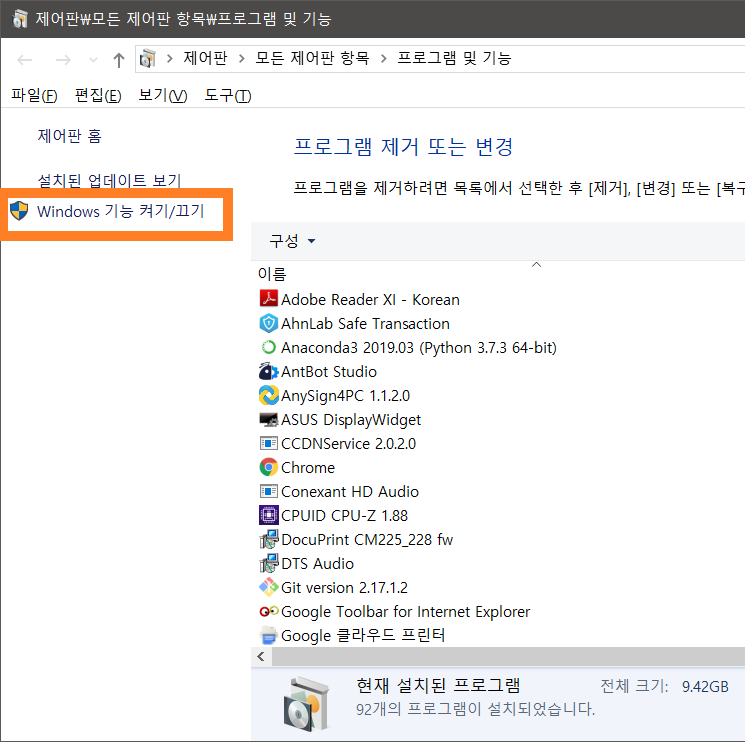 제어판₩모든 제어판 항목₩프로그램 및 기능
제어판 > 모든 제어판 항목 > 프로그램 및 기능
파일(F) 편집(E) 보기(V) 도구(T)
제어판 홈
설치된 업데이트 보기
Windows 기능 켜기/끄기
프로그램 제거 또는 변경
프로그램을 제거하려면 목록에서 선택한 후 [제거], [변경] 또는 [복구
구성
이름
Adobe Reader XI - Korean
AhnLab Safe Transaction
Anaconda3 2019.03 (Python 3.7.3 64-bit)
AntBot Studio
AnySign4PC 1.1.2.0
ASUS DisplayWidget
CCDNService 2.0.2.0
Chrome
Conexant HD Audio
CPUID CPU-Z 1.88
DocuPrint CM225_228 fw
DTS Audio
Git version 2.17.1.2
Google Toolbar for Internet Explorer
Google 클라우드 프린터
현재 설치된 프로그램 전체 크기: 9.42GB
92개의 프로그램이 설치되었습니다.